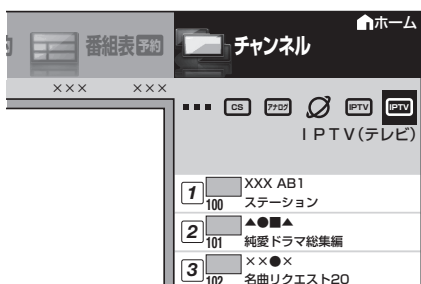 ホーム
番組表 予約
チャンネル
××× ×××
CS アナログ IPTV IPTV
IPTV(テレビ)
1 100 XXX AB1
ステーション
2 101 ▲●■▲
純愛ドラマ総集編
3 102 ××●×
名曲リクエスト20